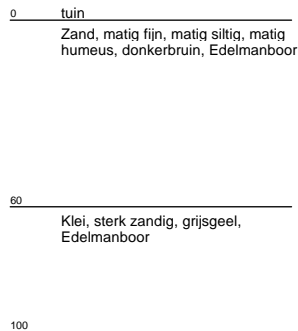 0 tuin
Zand, matig fijn, matig siltig, matig
humeus, donkerbruin, Edelmanboor
60
Klei, sterk zandig, grijsgeel,
Edelmanboor
100